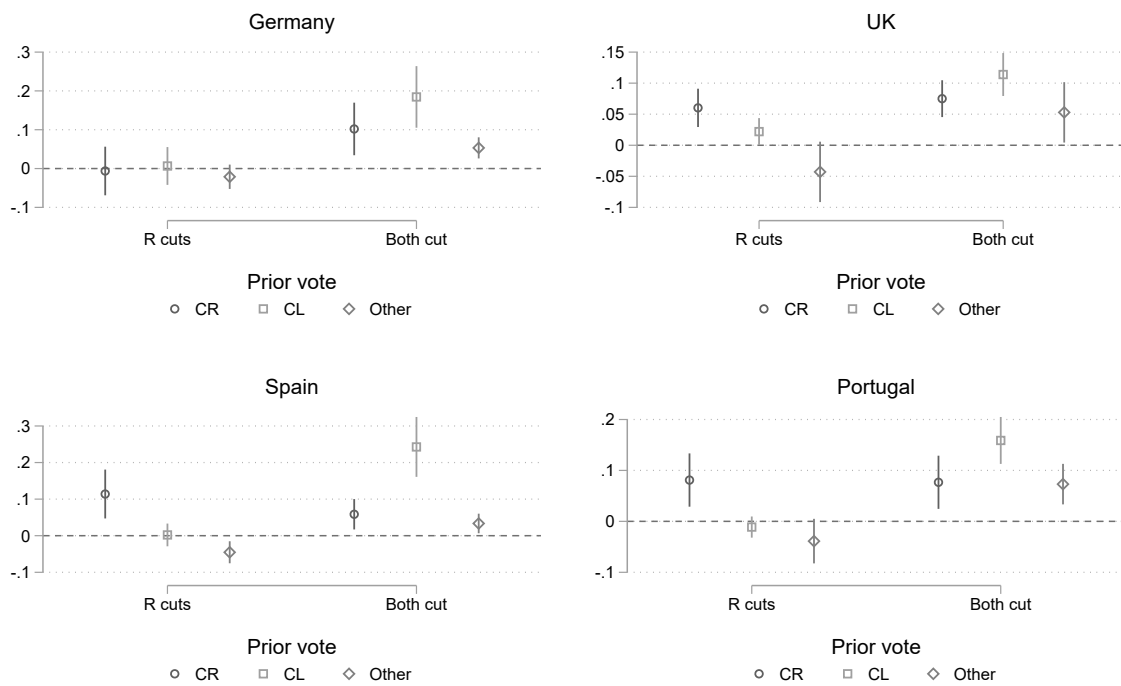 Germany
.3
.2
.1
0
-.1
R cuts Both cut
Prior vote
CR CL Other
UK
.15
.1
.05
0
-.05
-.1
R cuts Both cut
Prior vote
CR CL Other
Spain
.3
.2
.1
0
-.1
R cuts Both cut
Prior vote
CR CL Other
Portugal
.2
.1
0
-.1
R cuts Both cut
Prior vote
CR CL Other